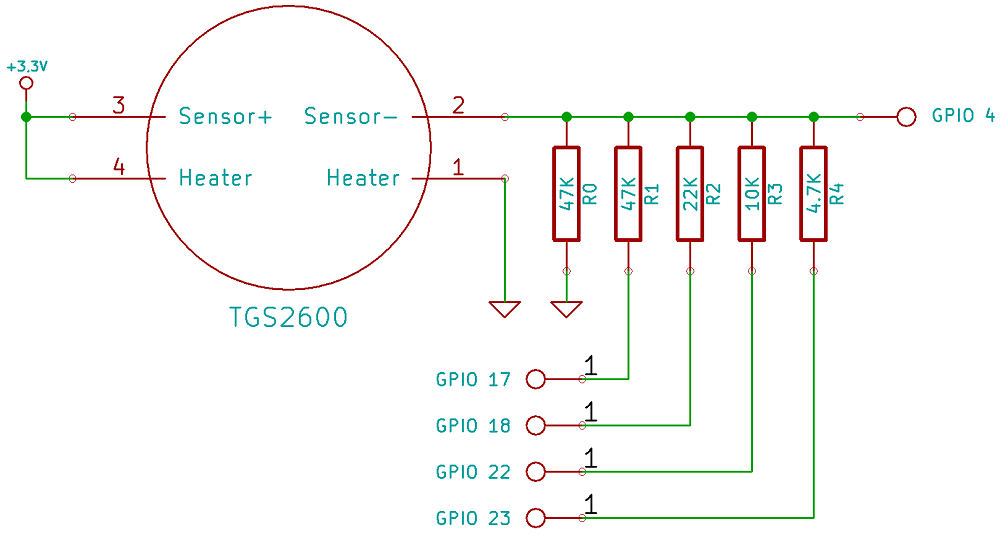 +3.3V
3 Sensor+ Sensor- 2 GPIO 4
4 Heater Heater 1
47K R0 47K R1 22K R2 10K R3 4.7K R4
TGS2600
GPIO 17 1
GPIO 18 1
GPIO 22 1
GPIO 23 1